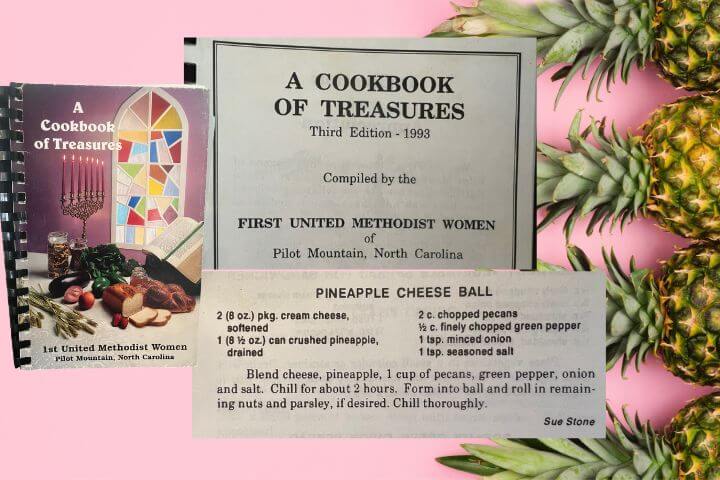 A
Cookbook
of Treasures
1st United Methodist Women
Pilot Mountain, North Carolina
A COOKBOOK
OF TREASURES
Third Edition - 1993
Compiled by the
FIRST UNITED METHODIST WOMEN
of
Pilot Mountain, North Carolina
PINEAPPLE CHEESE BALL
2 (8 oz.) pkg. cream cheese,
softened
1 (8 ½ oz.) can crushed pineapple,
drained
2 c. chopped pecans
½ c. finely chopped green pepper
1 tsp. minced onion
1 tsp. seasoned salt
Blend cheese, pineapple, 1 cup of pecans, green pepper, onion
and salt. Chill for about 2 hours. Form into ball and roll in remain-
ing nuts and parsley, if desired. Chill thoroughly.
Sue Stone